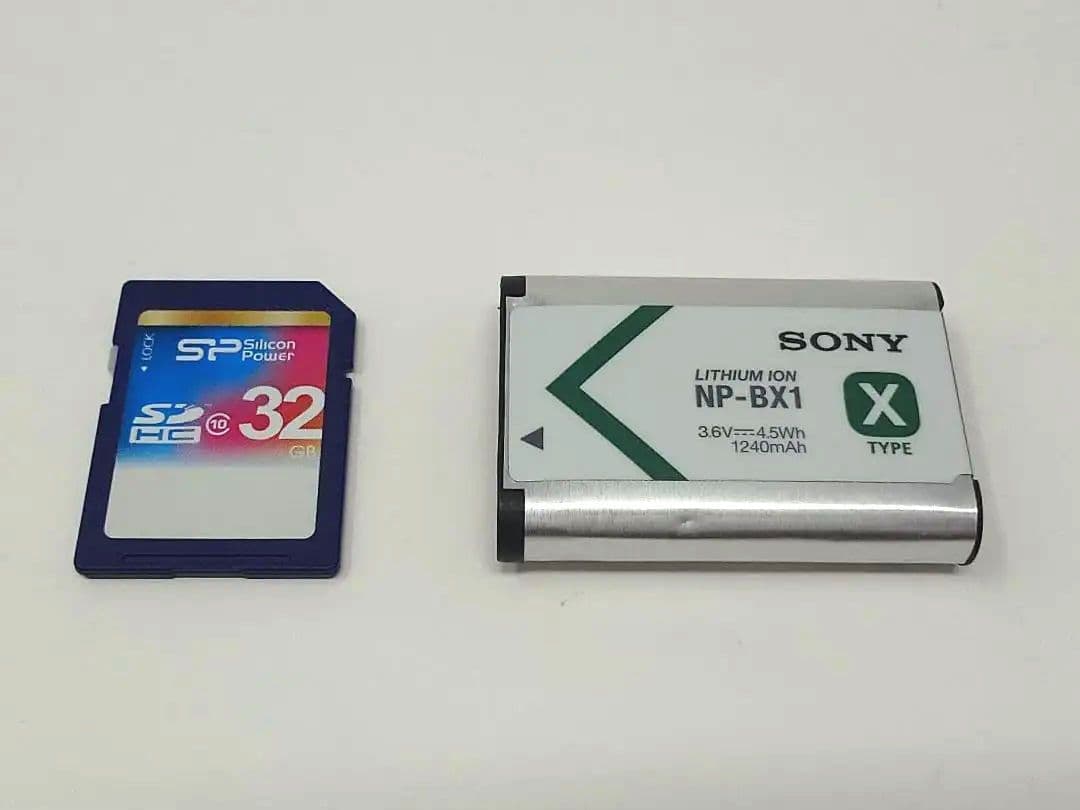 LOCK
SP Silicon
Power
SD
HC
10
32
GB
SONY
LITHIUM ION
NP-BX1
3.6V⎓4.5Wh
1240mAh
X
TYPE